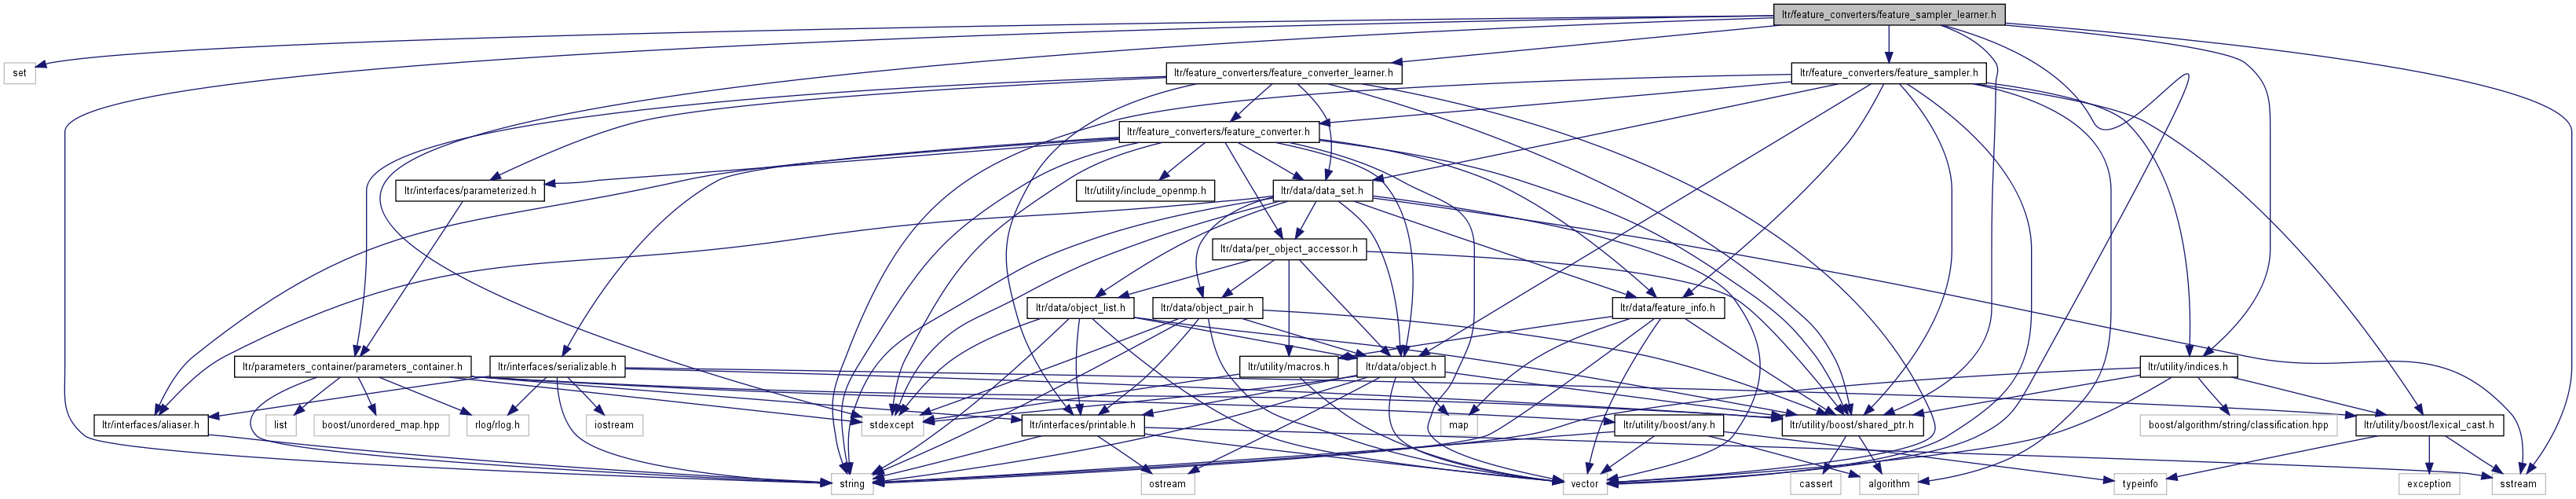 ltr/feature_converters/feature_sampler_learner.h
set
ltr/feature_converters/feature_converter_learner.h
ltr/feature_converters/feature_sampler.h
ltr/feature_converters/feature_converter.h
ltr/interfaces/parameterized.h
ltr/utility/include_openmp.h
ltr/data/data_set.h
ltr/data/per_object_accessor.h
ltr/data/object_list.h
ltr/data/object_pair.h
ltr/data/feature_info.h
ltr/parameters_container/parameters_container.h
ltr/interfaces/serializable.h
ltr/utility/macros.h
ltr/data/object.h
ltr/utility/indices.h
ltr/interfaces/aliaser.h
list
boost/unordered_map.hpp
rlog/rlog.h
iostream
stdexcept
ltr/interfaces/printable.h
map
ltr/utility/boost/any.h
ltr/utility/boost/shared_ptr.h
boost/algorithm/string/classification.hpp
ltr/utility/boost/lexical_cast.h
string
ostream
vector
cassert
algorithm
typeinfo
exception
sstream